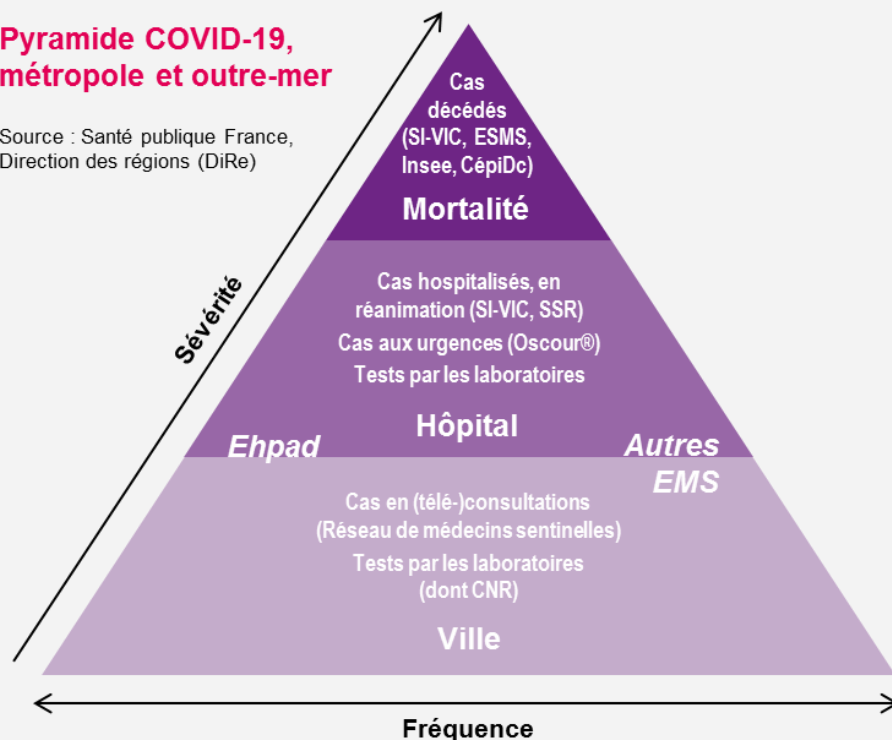 Pyramide COVID-19,
métropole et outre-mer
Source : Santé publique France,
Direction des régions (DiRe)
Sévérité
Cas
décédés
(SI-VIC, ESMS,
Insee, CépiDc)
Mortalité
Cas hospitalisés, en
réanimation (SI-VIC, SSR)
Cas aux urgences (Oscour®)
Tests par les laboratoires
Hôpital
Ehpad
Autres
EMS
Cas en (télé-)consultations
(Réseau de médecins sentinelles)
Tests par les laboratoires
(dont CNR)
Ville
Fréquence